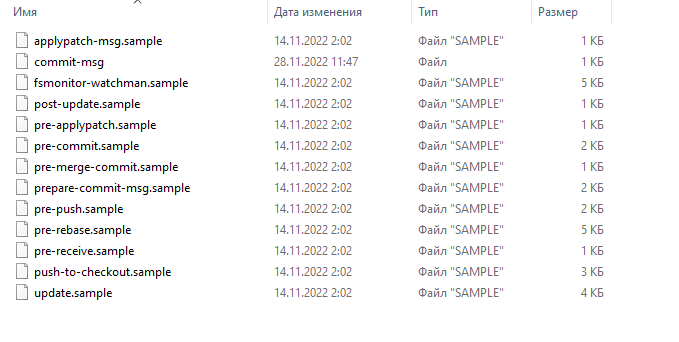 Имя Дата изменения Тип Размер
applypatch-msg.sample 14.11.2022 2:02 Файл "SAMPLE" 1 КБ
commit-msg 28.11.2022 11:47 Файл 1 КБ
fsmonitor-watchman.sample 14.11.2022 2:02 Файл "SAMPLE" 5 КБ
post-update.sample 14.11.2022 2:02 Файл "SAMPLE" 1 КБ
pre-applypatch.sample 14.11.2022 2:02 Файл "SAMPLE" 1 КБ
pre-commit.sample 14.11.2022 2:02 Файл "SAMPLE" 2 КБ
pre-merge-commit.sample 14.11.2022 2:02 Файл "SAMPLE" 1 КБ
prepare-commit-msg.sample 14.11.2022 2:02 Файл "SAMPLE" 2 КБ
pre-push.sample 14.11.2022 2:02 Файл "SAMPLE" 2 КБ
pre-rebase.sample 14.11.2022 2:02 Файл "SAMPLE" 5 КБ
pre-receive.sample 14.11.2022 2:02 Файл "SAMPLE" 1 КБ
push-to-checkout.sample 14.11.2022 2:02 Файл "SAMPLE" 3 КБ
update.sample 14.11.2022 2:02 Файл "SAMPLE" 4 КБ